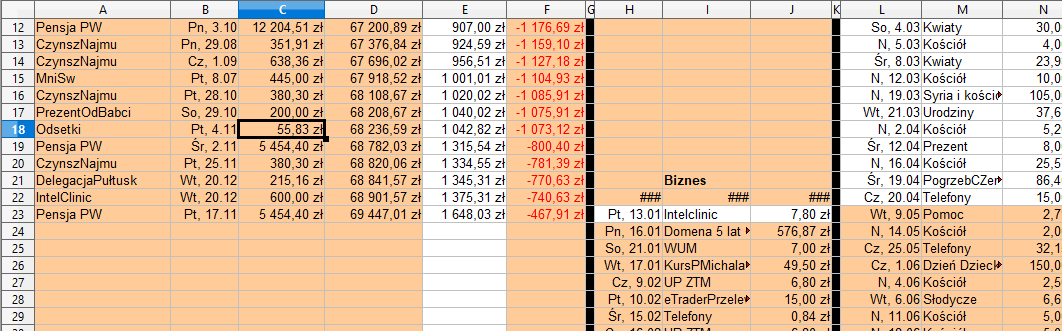 A B C D E F G H I J K L M N
12 Pensja PW Pn, 3.10 12 204,51 zł 67 200,89 zł 907,00 zł -1 176,69 zł So, 4.03 Kwiaty 30,0
13 CzynszNajmu Pn, 29.08 351,91 zł 67 376,84 zł 924,59 zł -1 159,10 zł N, 5.03 Kościół 4,0
14 CzynszNajmu Cz, 1.09 638,36 zł 67 696,02 zł 956,51 zł -1 127,18 zł Śr, 8.03 Kwiaty 23,9
15 MniSw Pt, 8.07 445,00 zł 67 918,52 zł 1 001,01 zł -1 104,93 zł N, 12.03 Kościół 10,0
16 CzynszNajmu Pt, 28.10 380,30 zł 68 108,67 zł 1 020,02 zł -1 085,91 zł N, 19.03 Syria i kościo 105,0
17 PrezentOdBabci So, 29.10 200,00 zł 68 208,67 zł 1 040,02 zł -1 075,91 zł Wt, 21.03 Urodziny 37,6
18 Odsetki Pt, 4.11 55,83 zł 68 236,59 zł 1 042,82 zł -1 073,12 zł N, 2.04 Kościół 5,2
19 Pensja PW Śr, 2.11 5 454,40 zł 68 782,03 zł 1 315,54 zł -800,40 zł Śr, 12.04 Prezent 8,0
20 CzynszNajmu Pt, 25.11 380,30 zł 68 820,06 zł 1 334,55 zł -781,39 zł N, 16.04 Kościół 25,5
21 DelegacjaPułtusk Wt, 20.12 215,16 zł 68 841,57 zł 1 345,31 zł -770,63 zł Biznes Śr, 19.04 PogrzebCZer 86,4
22 IntelClinic Wt, 20.12 600,00 zł 68 901,57 zł 1 375,31 zł -740,63 zł ### ### ### Cz, 20.04 Telefony 15,0
23 Pensja PW Pt, 17.11 5 454,40 zł 69 447,01 zł 1 648,03 zł -467,91 zł Pt, 13.01 Intelclinic 7,80 zł Wt, 9.05 Pomoc 2,7
24 Pn, 16.01 Domena 5 lat 576,87 zł N, 14.05 Kościół 2,0
25 So, 21.01 WUM 7,00 zł Cz, 25.05 Telefony 32,1
26 Wt, 17.01 KursPMichala 49,50 zł Cz, 1.06 Dzień Dzieck 150,0
27 Cz, 9.02 UP ZTM 6,80 zł N, 4.06 Kościół 2,5
28 Pt, 10.02 eTraderPrzele 15,00 zł Wt, 6.06 Słodycze 6,6
29 Śr, 15.02 Telefony 0,84 zł N, 11.06 Kościół 5,0